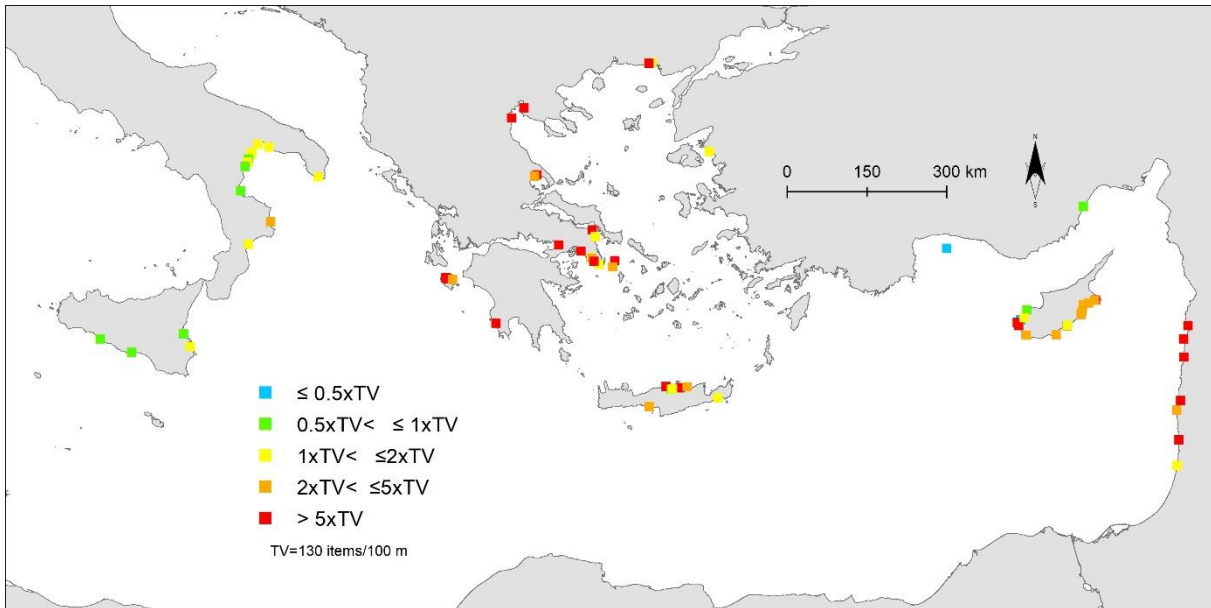 N
0 150 300 km
S
≤ 0.5xTV
0.5xTV< ≤ 1xTV
1xTV< ≤2xTV
2xTV< ≤5xTV
> 5xTV
TV=130 items/100 m